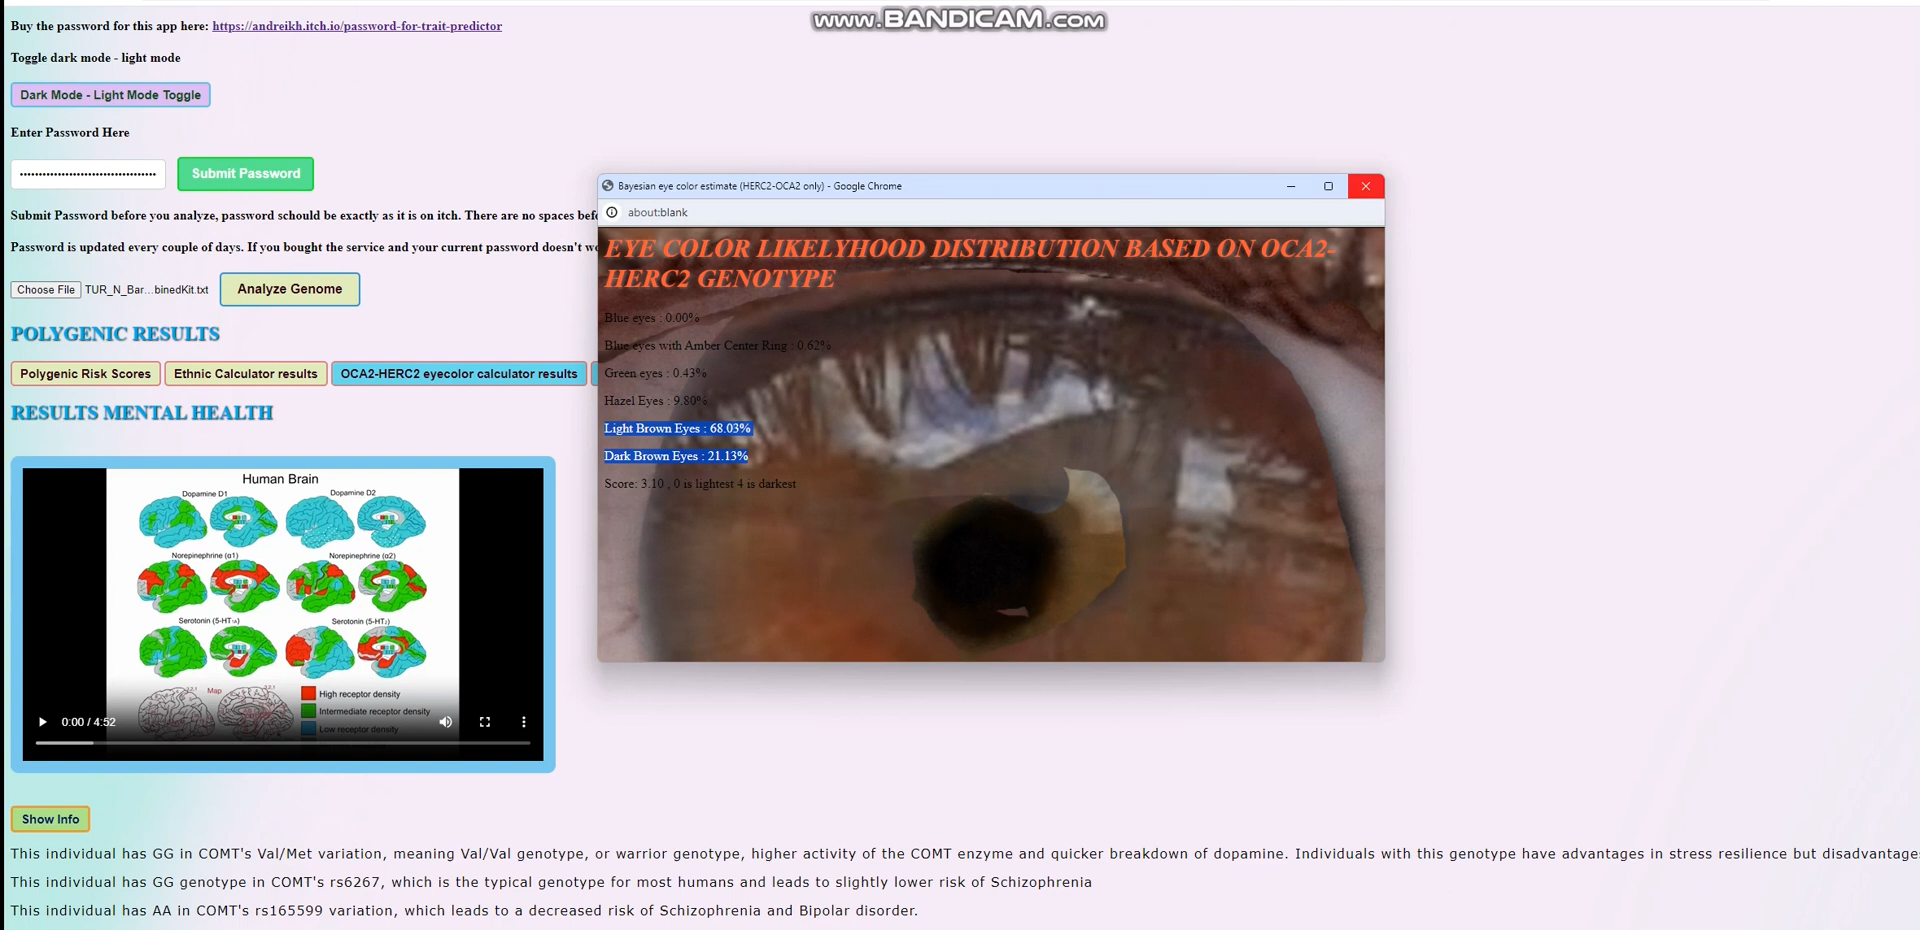 www.BANDICAM.com
Buy the password for this app here: https://andreikh.itch.io/password-for-trait-predictor
Toggle dark mode - light mode
Dark Mode - Light Mode Toggle
Enter Password Here
Submit Password
Submit Password before you analyze, password schould be exactly as it is on itch. There are no spaces
Password is updated every couple of days. If you bought the service and your current password doesn't
Choose File TUR_N_Bar...binedKit.txt
Analyze Genome
POLYGENIC RESULTS
Polygenic Risk Scores
Ethnic Calculator results
OCA2-HERC2 eyecolor calculator results
RESULTS MENTAL HEALTH
Human Brain
Dopamine D1 Dopamine D2
Norepinephrine (α1) Norepinephrine (α2)
Serotonin (5-HT1A) Serotonin (5-HT2)
Map
High receptor density
Intermediate receptor density
Low receptor density
0:00 / 4:52
Show Info
This individual has GG in COMT's Val/Met variation, meaning Val/Val genotype, or warrior genotype, higher activity of the COMT enzyme and quicker breakdown of dopamine. Individuals with this genotype have advantages in stress resilience but disadvantage
This individual has GG genotype in COMT's rs6267, which is the typical genotype for most humans and leads to slightly lower risk of Schizophrenia
This individual has AA in COMT's rs165599 variation, which leads to a decreased risk of Schizophrenia and Bipolar disorder.
Bayesian eye color estimate (HERC2-OCA2 only) - Google Chrome
about:blank
EYE COLOR LIKELYHOOD DISTRIBUTION BASED ON OCA2-
HERC2 GENOTYPE
Blue eyes : 0.00%
Blue eyes with Amber Center Ring : 0.62%
Green eyes : 0.43%
Hazel Eyes : 9.80%
Light Brown Eyes : 68.03%
Dark Brown Eyes : 21.13%
Score: 3.10 , 0 is lightest 4 is darkest